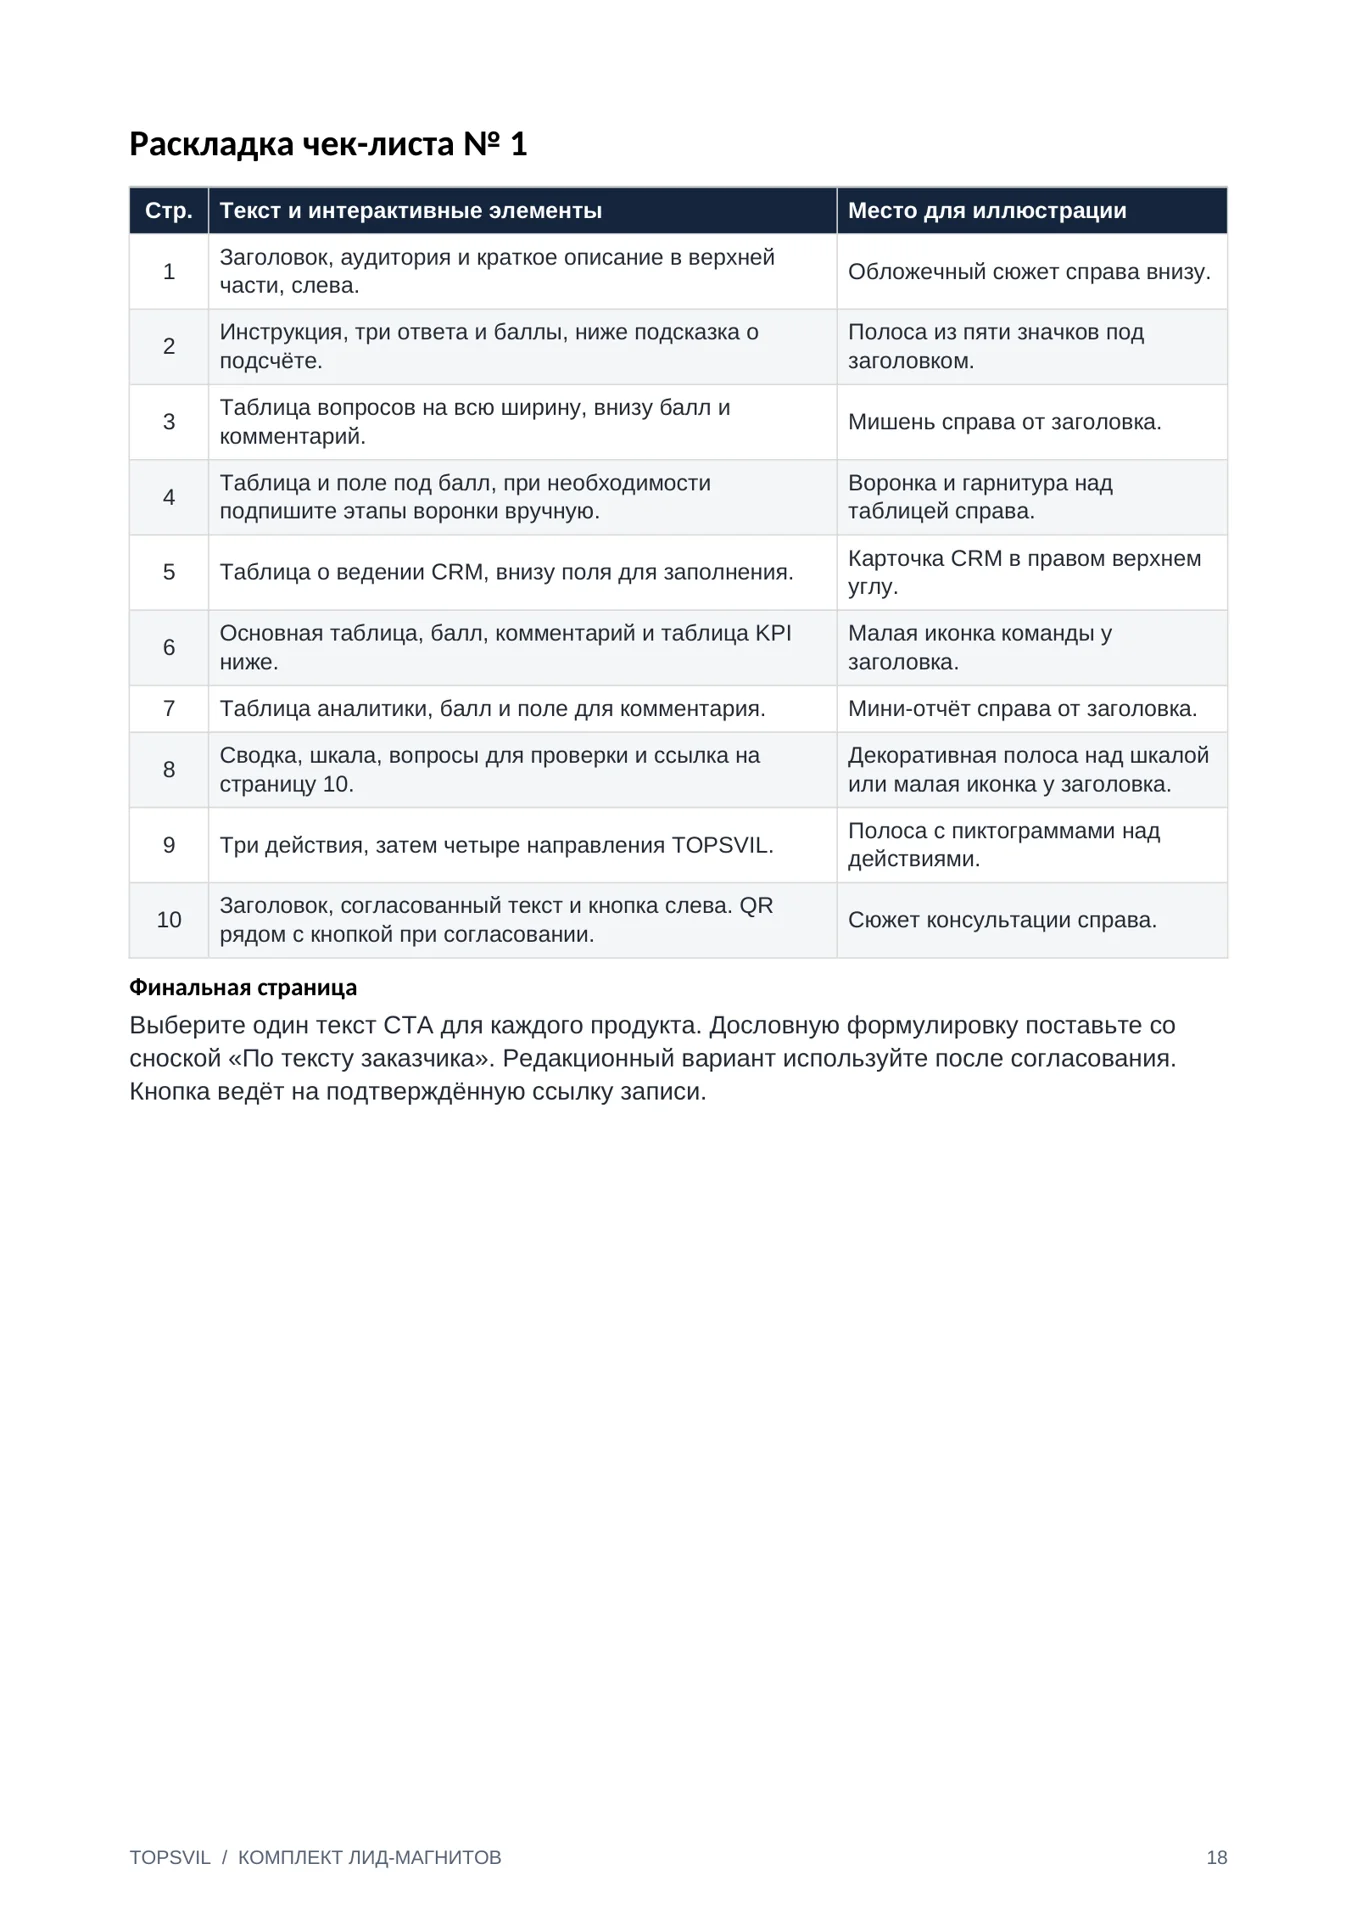 Раскладка чек-листа № 1
Стр. Текст и интерактивные элементы Место для иллюстрации
1 Заголовок, аудитория и краткое описание в верхней части, слева. Обложечный сюжет справа внизу.
2 Инструкция, три ответа и баллы, ниже подсказка о подсчёте. Полоса из пяти значков под заголовком.
3 Таблица вопросов на всю ширину, внизу балл и комментарий. Мишень справа от заголовка.
4 Таблица и поле под балл, при необходимости подпишите этапы воронки вручную. Воронка и гарнитура над таблицей справа.
5 Таблица о ведении CRM, внизу поля для заполнения. Карточка CRM в правом верхнем углу.
6 Основная таблица, балл, комментарий и таблица KPI ниже. Малая иконка команды у заголовка.
7 Таблица аналитики, балл и поле для комментария. Мини-отчёт справа от заголовка.
8 Сводка, шкала, вопросы для проверки и ссылка на страницу 10. Декоративная полоса над шкалой или малая иконка у заголовка.
9 Три действия, затем четыре направления TOPSVIL. Полоса с пиктограммами над действиями.
10 Заголовок, согласованный текст и кнопка слева. QR рядом с кнопкой при согласовании. Сюжет консультации справа.
Финальная страница
Выберите один текст CTA для каждого продукта. Дословную формулировку поставьте со
сноской «По тексту заказчика». Редакционный вариант используйте после согласования.
Кнопка ведёт на подтверждённую ссылку записи.
TOPSVIL / КОМПЛЕКТ ЛИД-МАГНИТОВ 18